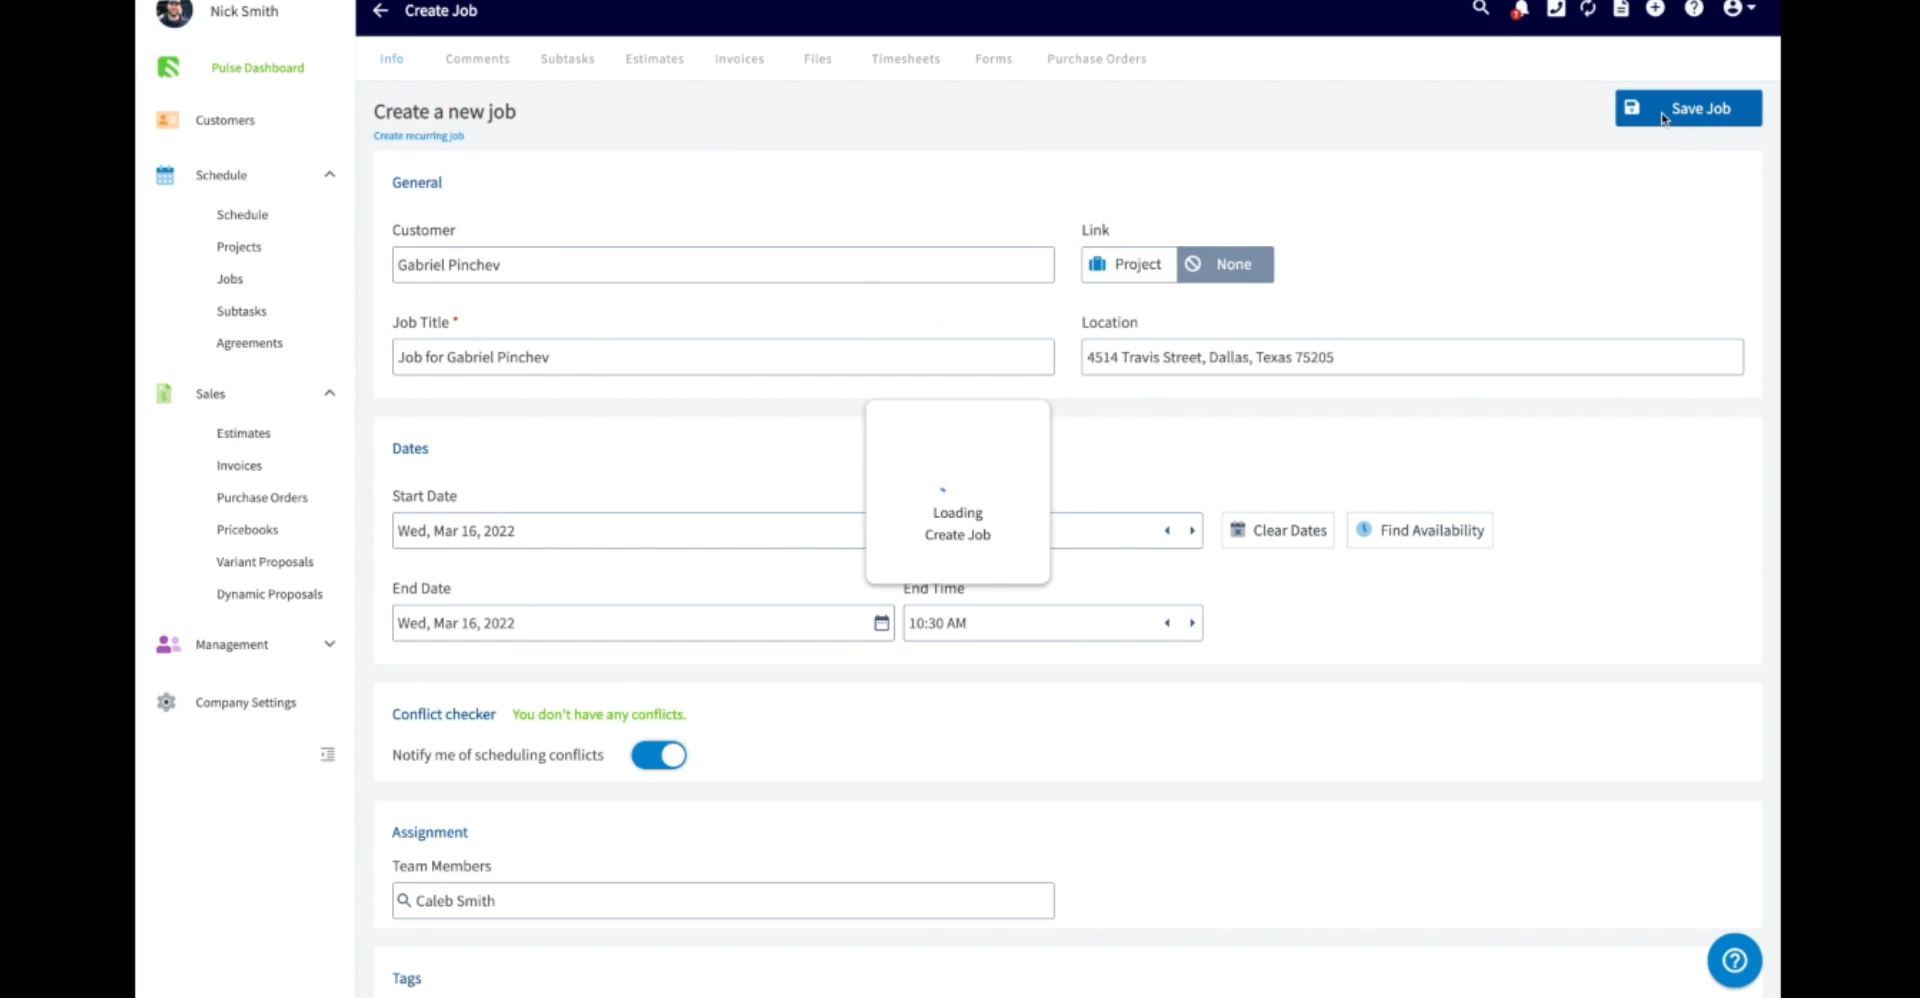 Nick Smith
Create Job
7
Pulse Dashboard
Customers
Schedule
Schedule
Projects
Jobs
Subtasks
Agreements
Sales
Estimates
Invoices
Purchase Orders
Pricebooks
Variant Proposals
Dynamic Proposals
Management
Company Settings
Info Comments Subtasks Estimates Invoices Files Timesheets Forms Purchase Orders
Create a new job
Create recurring job
Save Job
General
Customer
Gabriel Pinchev
Link
Project None
Job Title *
Job for Gabriel Pinchev
Location
4514 Travis Street, Dallas, Texas 75205
Dates
Start Date
Wed, Mar 16, 2022
Clear Dates
Find Availability
Loading
Create Job
End Date
Wed, Mar 16, 2022
End Time
10:30 AM
Conflict checker You don't have any conflicts.
Notify me of scheduling conflicts
Assignment
Team Members
Caleb Smith
Tags